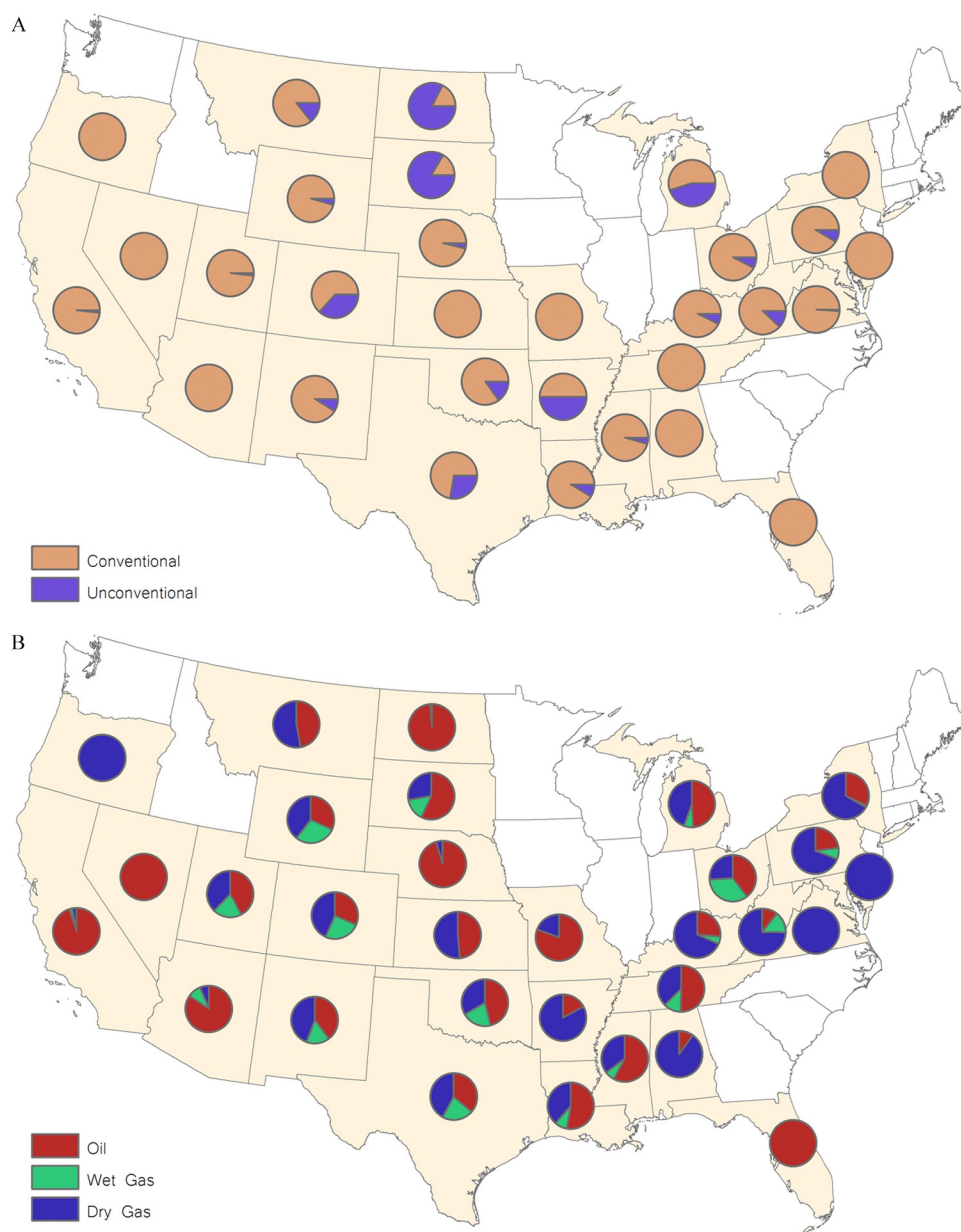 A
Conventional
Unconventional
B
Oil
Wet Gas
Dry Gas